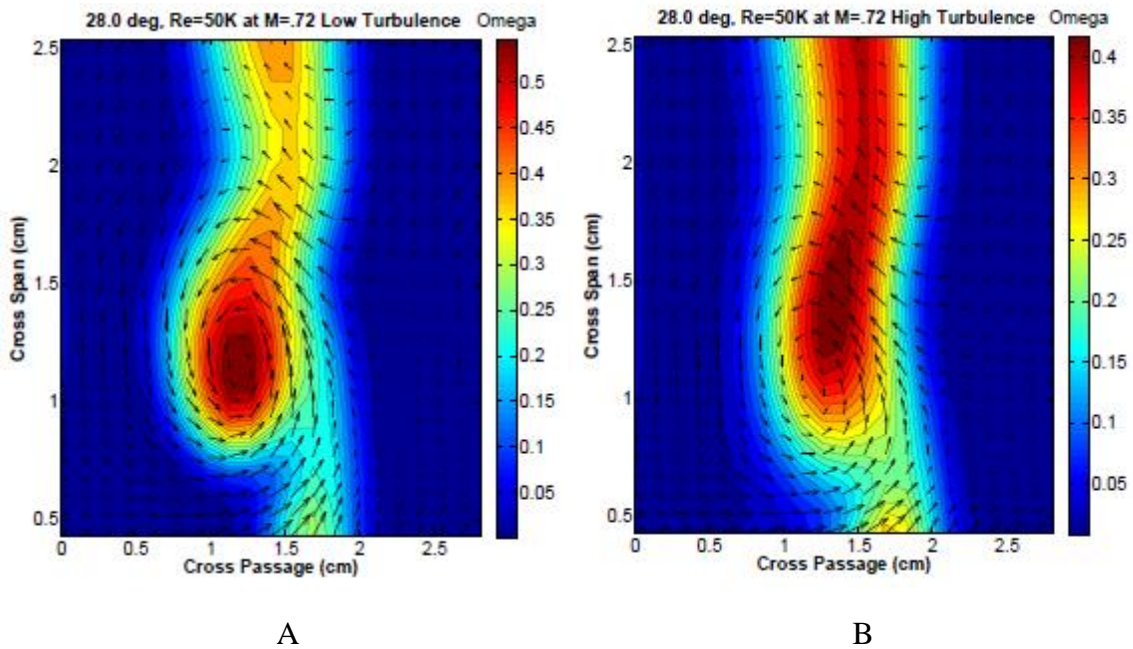 28.0 deg, Re=50K at M=.72 Low Turbulence Omega
2.5
2
1.5
1
0.5
Cross Span (cm)
0 0.5 1 1.5 2 2.5
Cross Passage (cm)
0.5
0.45
0.4
0.35
0.3
0.25
0.2
0.15
0.1
0.05
A
28.0 deg, Re=50K at M=.72 High Turbulence Omega
2.5
2
1.5
1
0.5
Cross Span (cm)
0 0.5 1 1.5 2 2.5
Cross Passage (cm)
0.4
0.35
0.3
0.25
0.2
0.15
0.1
0.05
B